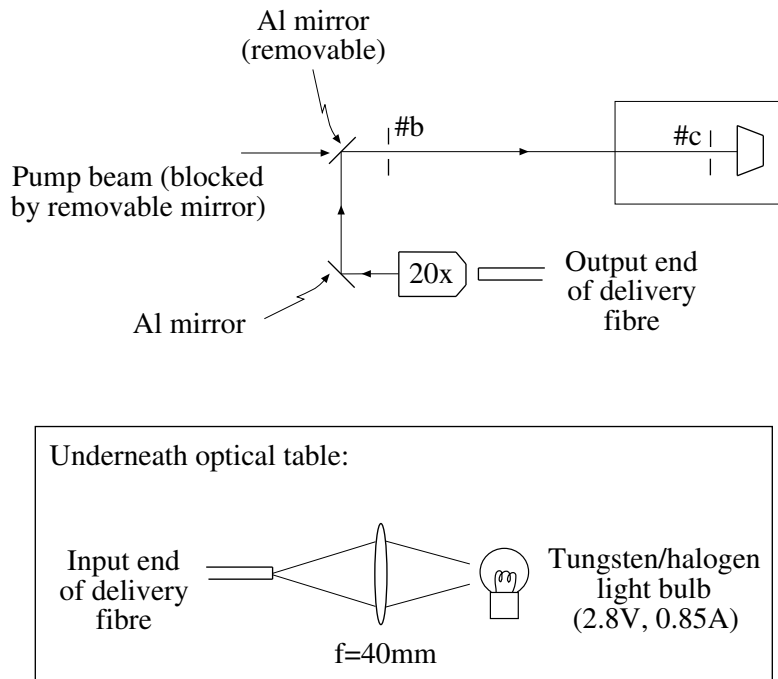 Al mirror
(removable)
#b
#c
Pump beam (blocked
by removable mirror)
20x
Output end
of delivery
fibre
Al mirror
Underneath optical table:
Input end
of delivery
fibre
f=40mm
Tungsten/halogen
light bulb
(2.8V, 0.85A)